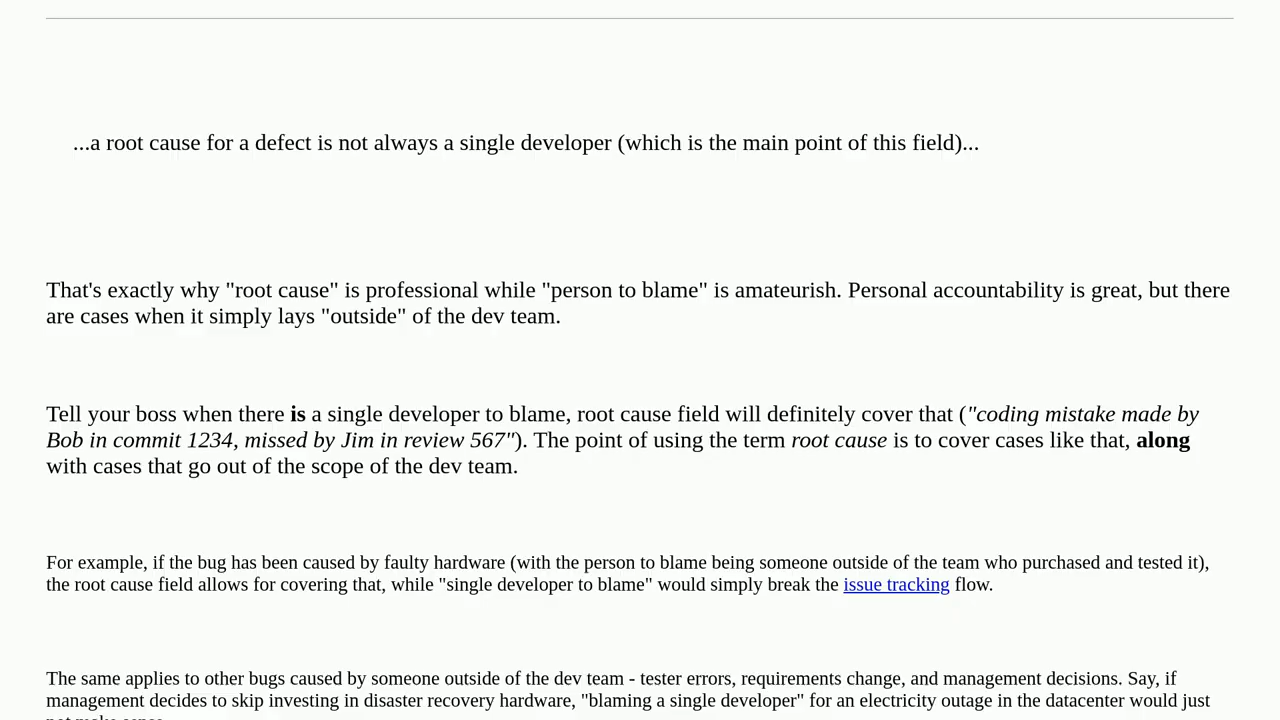 ...a root cause for a defect is not always a single developer (which is the main point of this field)...
That's exactly why "root cause" is professional while "person to blame" is amateurish. Personal accountability is great, but there
are cases when it simply lays "outside" of the dev team.
Tell your boss when there is a single developer to blame, root cause field will definitely cover that ("coding mistake made by
Bob in commit 1234, missed by Jim in review 567"). The point of using the term root cause is to cover cases like that, along
with cases that go out of the scope of the dev team.
For example, if the bug has been caused by faulty hardware (with the person to blame being someone outside of the team who purchased and tested it),
the root cause field allows for covering that, while "single developer to blame" would simply break the issue tracking flow.
The same applies to other bugs caused by someone outside of the dev team - tester errors, requirements change, and management decisions. Say, if
management decides to skip investing in disaster recovery hardware, "blaming a single developer" for an electricity outage in the datacenter would just